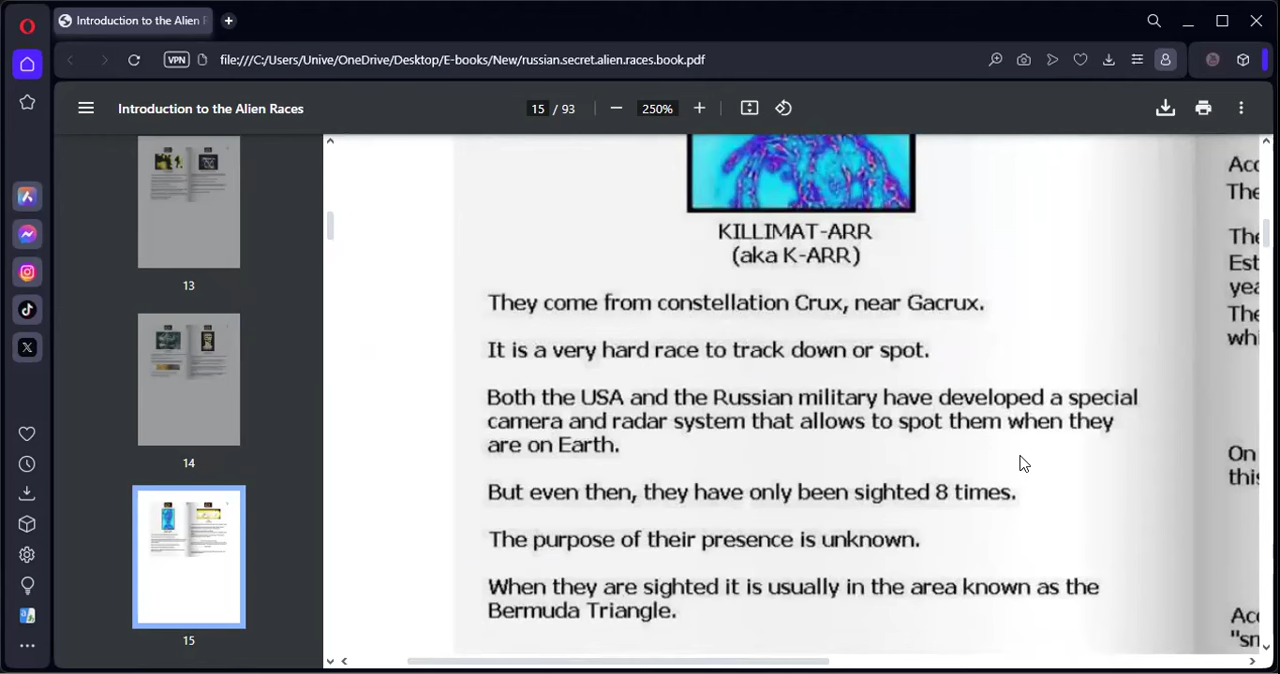 Introduction to the Alien R
VPN
file:///C:/Users/Unive/OneDrive/Desktop/E-books/New/russian.secret.alien.races.book.pdf
Introduction to the Alien Races
15 / 93
250%
13
14
15
KILLIMAT-ARR
(aka K-ARR)
They come from constellation Crux, near Gacrux.
It is a very hard race to track down or spot.
Both the USA and the Russian military have developed a special
camera and radar system that allows to spot them when they
are on Earth.
But even then, they have only been sighted 8 times.
The purpose of their presence is unknown.
When they are sighted it is usually in the area known as the
Bermuda Triangle.
Acc
The
The
Est
yea
The
whi
On
this
Acc
"sm